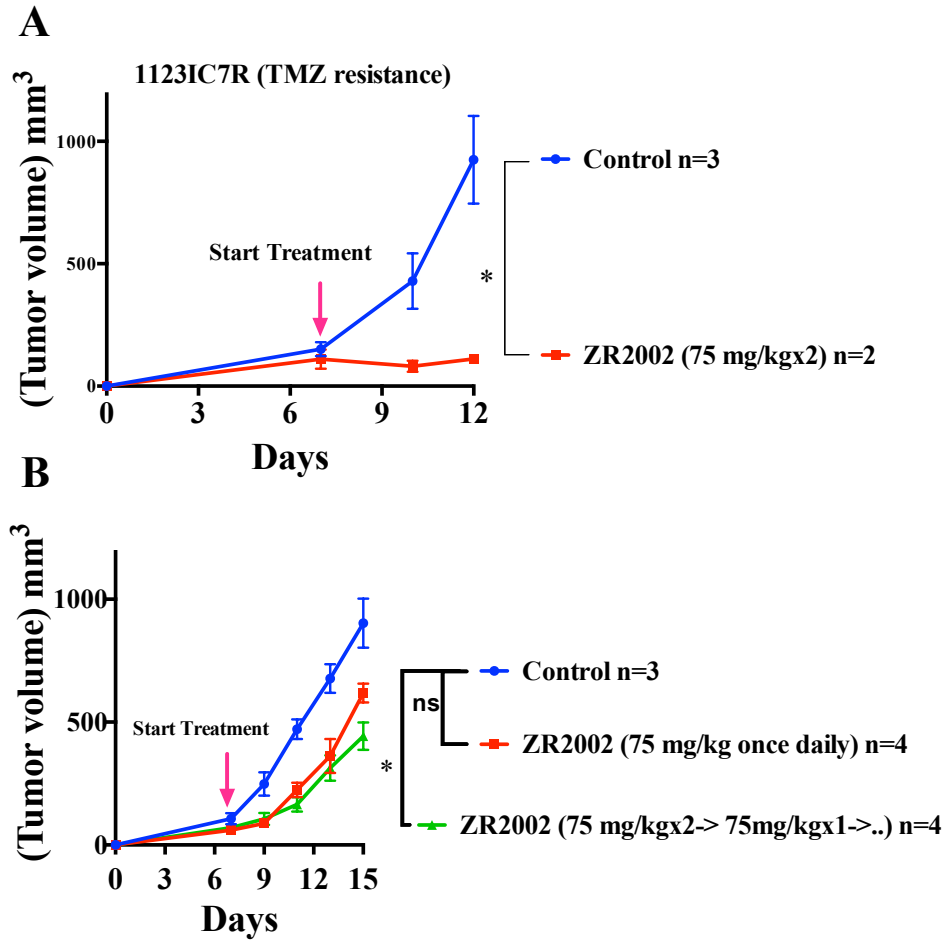 A
1123IC7R (TMZ resistance)
(Tumor volume) mm³
1000
500
0
Start Treatment
0 3 6 9 12
Days
*
Control n=3
ZR2002 (75 mg/kgx2) n=2
B
(Tumor volume) mm³
1000
500
0
Start Treatment
0 3 6 9 12 15
Days
ns
*
Control n=3
ZR2002 (75 mg/kg once daily) n=4
ZR2002 (75 mg/kgx2-> 75mg/kgx1->..) n=4